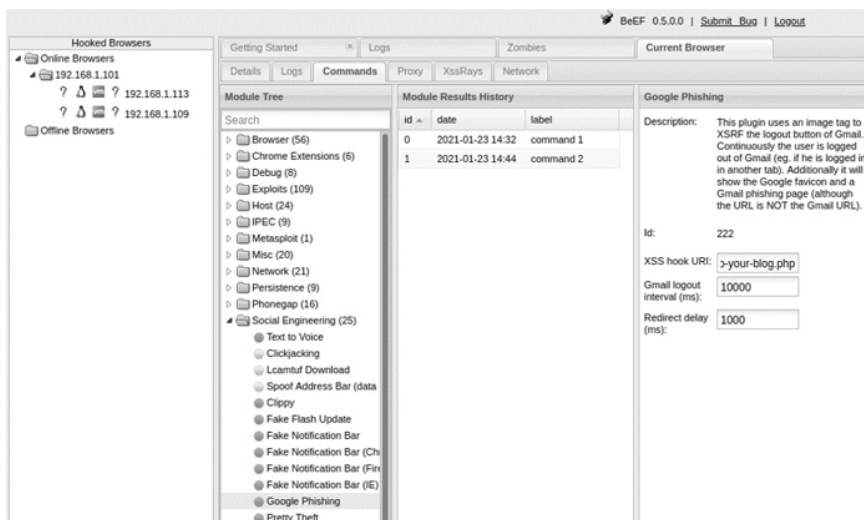 BeEF 0.5.0.0 | Submit Bug | Logout
Hooked Browsers
Online Browsers
192.168.1.101
? ? 192.168.1.113
? ? 192.168.1.109
Offline Browsers
Getting Started
Logs
Zombies
Current Browser
Details
Logs
Commands
Proxy
XssRays
Network
Module Tree
Search
Browser (56)
Chrome Extensions (6)
Debug (8)
Exploits (109)
Host (24)
IPEC (9)
Metasploit (1)
Misc (20)
Network (21)
Persistence (9)
Phonegap (16)
Social Engineering (25)
Text to Voice
Clickjacking
Lcamtuf Download
Spoof Address Bar (data
Clippy
Fake Flash Update
Fake Notification Bar
Fake Notification Bar (Ch
Fake Notification Bar (Fire
Fake Notification Bar (IE)
Google Phishing
Pretty Theft
Module Results History
id date label
0 2021-01-23 14:32 command 1
1 2021-01-23 14:44 command 2
Google Phishing
Description: This plugin uses an image tag to
XSRF the logout button of Gmail.
Continuously the user is logged
out of Gmail (eg. if he is logged in
in another tab). Additionally it will
show the Google favicon and a
Gmail phishing page (although
the URL is NOT the Gmail URL).
Id: 222
XSS hook URI: o-your-blog.php
Gmail logout
interval (ms): 10000
Redirect delay
(ms): 1000